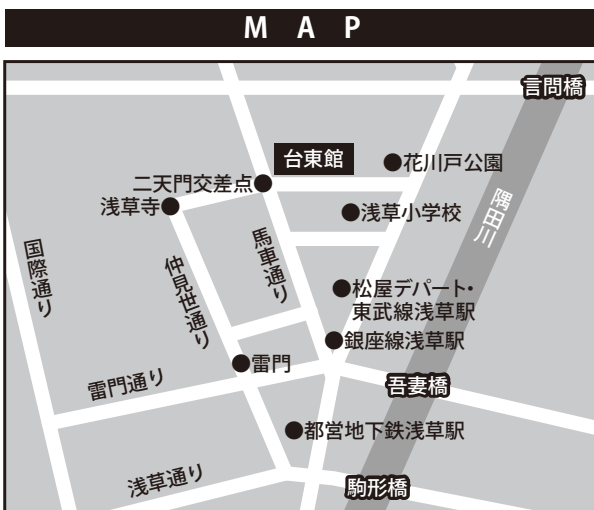 MAP
言問橋
台東館
花川戸公園
二天門交差点
浅草寺
浅草小学校
隅田川
国際通り
仲見世通り
馬車通り
松屋デパート・
東武線浅草駅
銀座線浅草駅
雷門
雷門通り
吾妻橋
都営地下鉄浅草駅
浅草通り
駒形橋